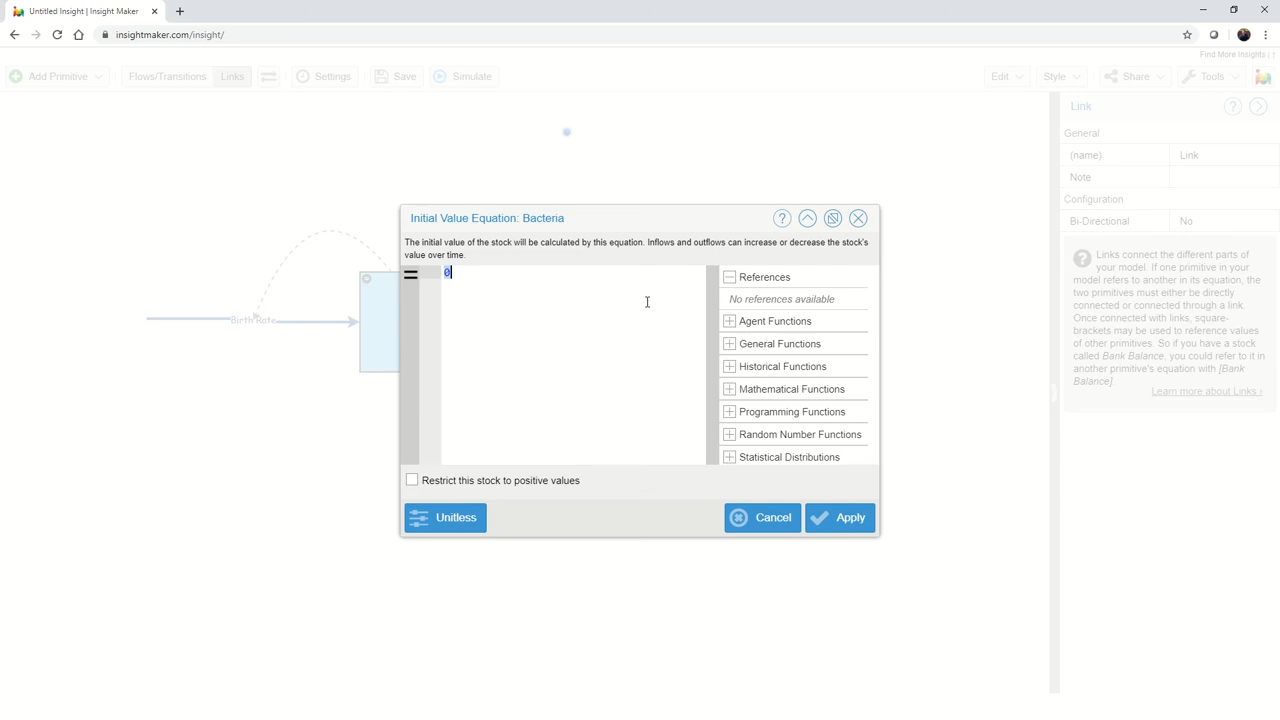 Untitled Insight | Insight Maker
insightmaker.com/insight/
Find More Insights
Add Primitive
Flows/Transitions
Links
Settings
Save
Simulate
Edit
Style
Share
Tools
Link
General
(name) Link
Note
Configuration
Bi-Directional No
Links connect the different parts of
your model. If one primitive in your
model refers to another in its equation, the
two primitives must either be directly
connected or connected through a link.
Once connected with links, square-
brackets may be used to reference values
of other primitives. So if you have a stock
called Bank Balance, you could refer to it in
another primitive's equation with [Bank
Balance].
Learn more about Links ›
Birth Rate
Initial Value Equation: Bacteria
The initial value of the stock will be calculated by this equation. Inflows and outflows can increase or decrease the stock's
value over time.
= 0
References
No references available
Agent Functions
General Functions
Historical Functions
Mathematical Functions
Programming Functions
Random Number Functions
Statistical Distributions
Restrict this stock to positive values
Unitless
Cancel
Apply